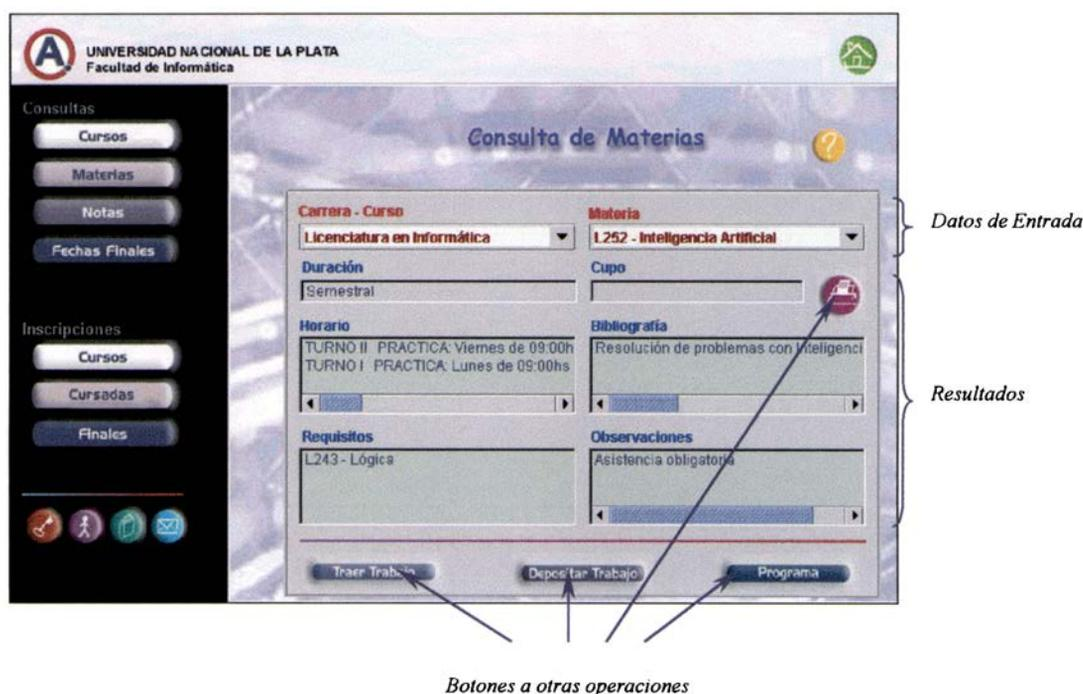 UNIVERSIDAD NACIONAL DE LA PLATA
Facultad de Informática
Consultas
Cursos
Materias
Notas
Fechas Finales
Inscripciones
Cursos
Cursadas
Finales
Consulta de Materias
?
Carrera - Curso
Materia
Licenciatura en Informática
L252 - Inteligencia Artificial
Duración
Cupo
Semestral
Horario
Bibliografía
TURNO II PRACTICA: Viernes de 09:00h
TURNO I PRACTICA: Lunes de 09:00hs
Resolución de problemas con Inteligenci
Requisitos
Observaciones
L243 - Lógica
Asistencia obligatoria
Traer Trabajo
Depositar Trabajo
Programa
Datos de Entrada
Resultados
Botones a otras operaciones